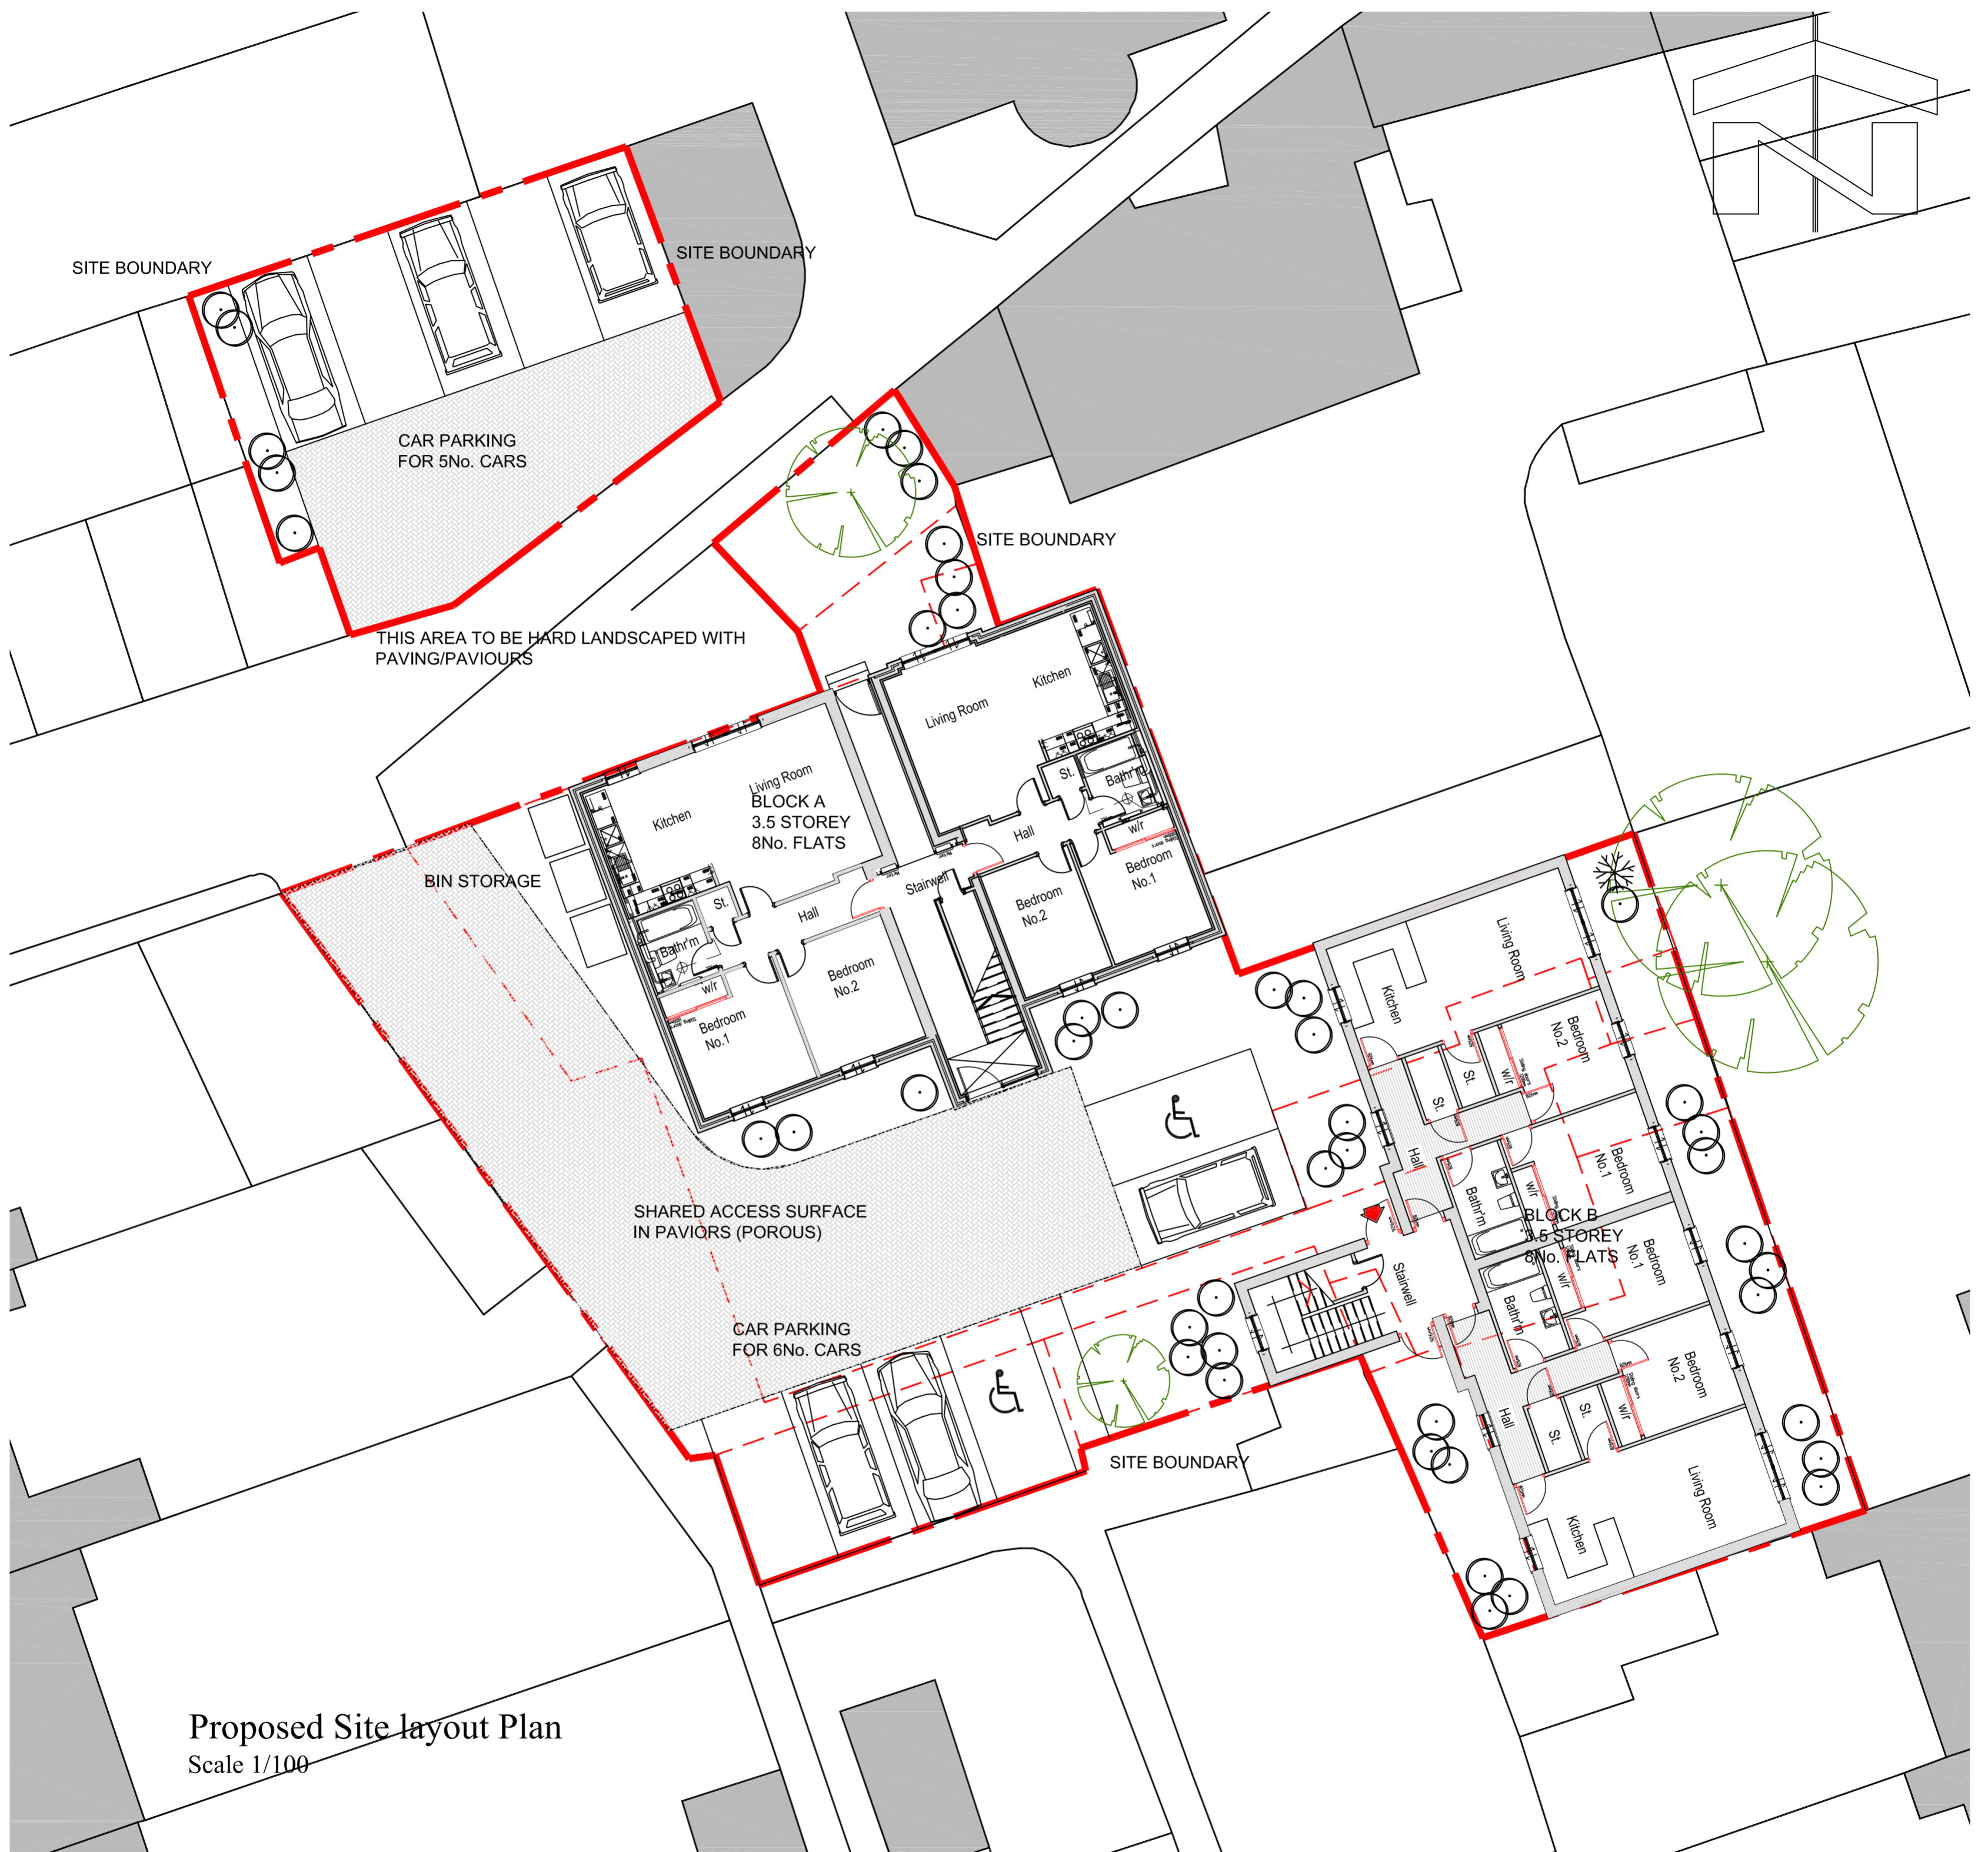 SITE BOUNDARY
SITE BOUNDARY
CAR PARKING
FOR 5No. CARS
SITE BOUNDARY
THIS AREA TO BE HARD LANDSCAPED WITH
PAVING/PAVIOURS
Kitchen
Living Room
St.
Bathr'm
Hall
w/r
Bedroom
No.1
Bedroom
No.2
Stairwell
Living Room
BLOCK A
3.5 STOREY
8No. FLATS
Kitchen
BIN STORAGE
St.
Hall
Bathr'm
w/r
Bedroom
No.2
Bedroom
No.1
Living Room
Kitchen
Bedroom
No.2
w/r
St.
St.
Hall
Bedroom
No.1
w/r
Bathr'm
BLOCK B
3.5 STOREY
8No. FLATS
SHARED ACCESS SURFACE
IN PAVIORS (POROUS)
Bedroom
No.1
w/r
Stairwell
Bathr'm
CAR PARKING
FOR 6No. CARS
Bedroom
No.2
w/r
St.
St.
Hall
SITE BOUNDARY
Living Room
Kitchen
Proposed Site layout Plan
Scale 1/100
N